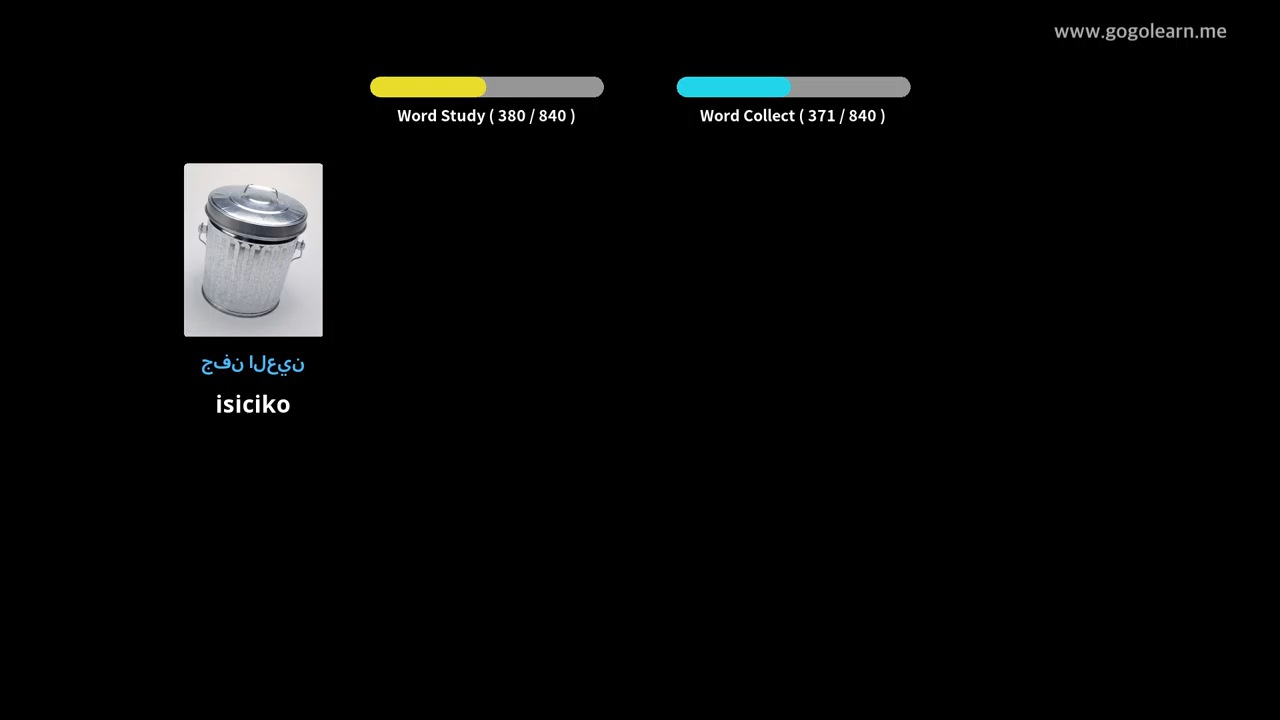 www.gogolearn.me
Word Study ( 380 / 840 )
Word Collect ( 371 / 840 )
جفن العين
isiciko